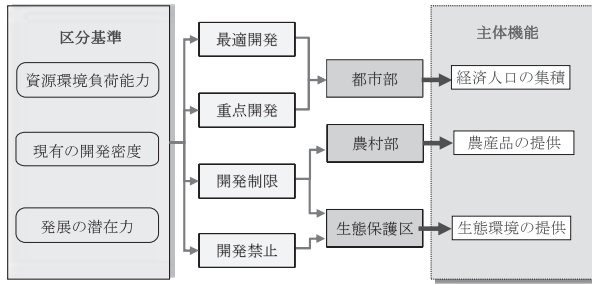 区分基準
資源環境負荷能力
現有の開発密度
発展の潜在力
最適開発
重点開発
開発制限
開発禁止
都市部
農村部
生態保護区
主体機能
経済人口の集積
農産品の提供
生態環境の提供